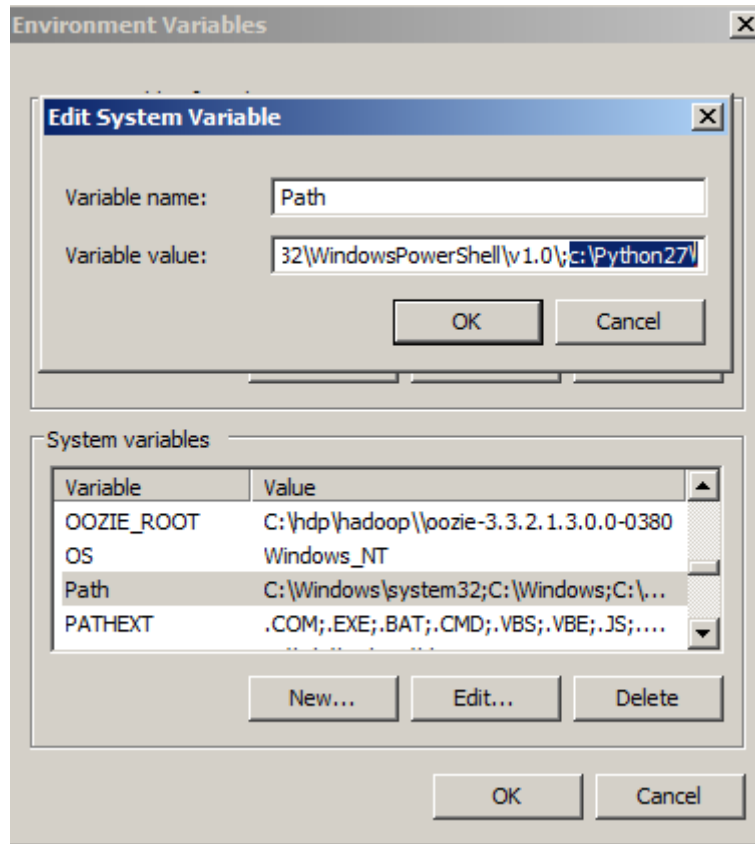 Environment Variables
Edit System Variable
Variable name: Path
Variable value: 32\WindowsPowerShell\v1.0\;c:\Python27\
OK Cancel
System variables
Variable Value
OOZIE_ROOT C:\hdp\hadoop\\oozie-3.3.2.1.3.0.0-0380
OS Windows_NT
Path C:\Windows\system32;C:\Windows;C:\...
PATHEXT .COM;.EXE;.BAT;.CMD;.VBS;.VBE;.JS;....
New... Edit... Delete
OK Cancel